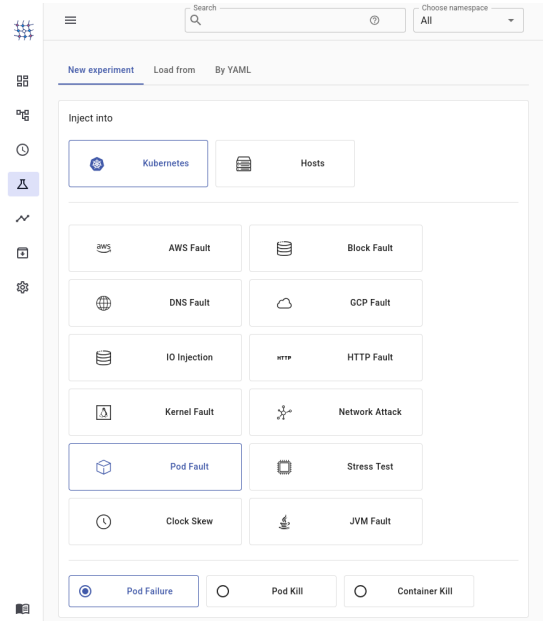 Search
Choose namespace
All
New experiment
Load from
By YAML
Inject into
Kubernetes
Hosts
aws
AWS Fault
Block Fault
DNS Fault
GCP Fault
IO Injection
HTTP
HTTP Fault
Kernel Fault
Network Attack
Pod Fault
Stress Test
Clock Skew
JVM Fault
Pod Failure
Pod Kill
Container Kill